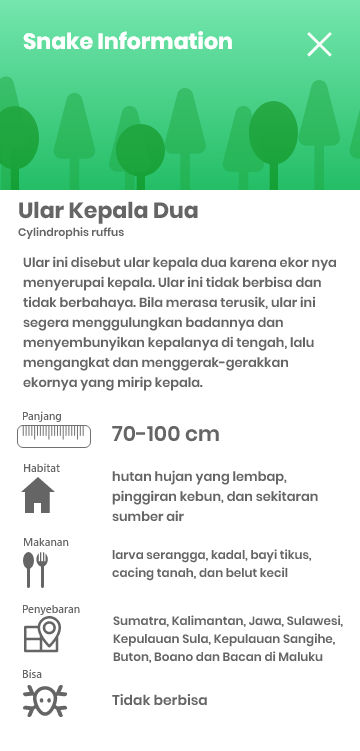 Snake Information
Ular Kepala Dua
Cylindrophis ruffus
Ular ini disebut ular kepala dua karena ekor nya
menyerupai kepala. Ular ini tidak berbisa dan
tidak berbahaya. Bila merasa terusik, ular ini
segera menggulungkan badannya dan
menyembunyikan kepalanya di tengah, lalu
mengangkat dan menggerak-gerakkan
ekornya yang mirip kepala.
Panjang
70-100 cm
Habitat
hutan hujan yang lembap,
pinggiran kebun, dan sekitaran
sumber air
Makanan
larva serangga, kadal, bayi tikus,
cacing tanah, dan belut kecil
Penyebaran
Sumatra, Kalimantan, Jawa, Sulawesi,
Kepulauan Sula, Kepulauan Sangihe,
Buton, Boano dan Bacan di Maluku
Bisa
Tidak berbisa